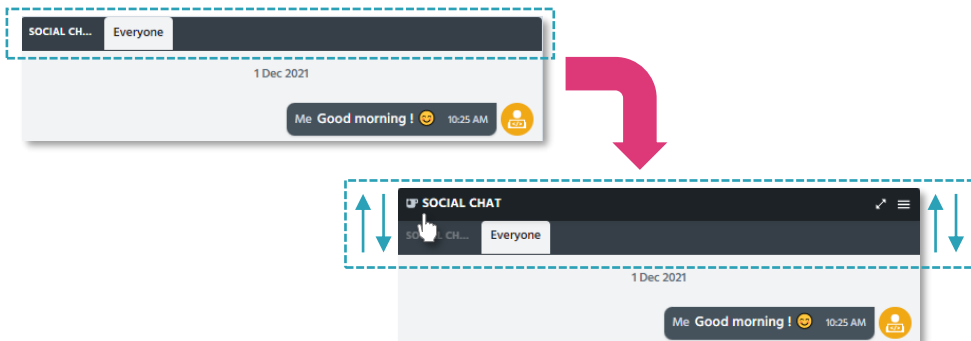 SOCIAL CH... Everyone
1 Dec 2021
Me Good morning ! 😊 10:25 AM
SOCIAL CHAT
SOCIAL CH... Everyone
1 Dec 2021
Me Good morning ! 😊 10:25 AM